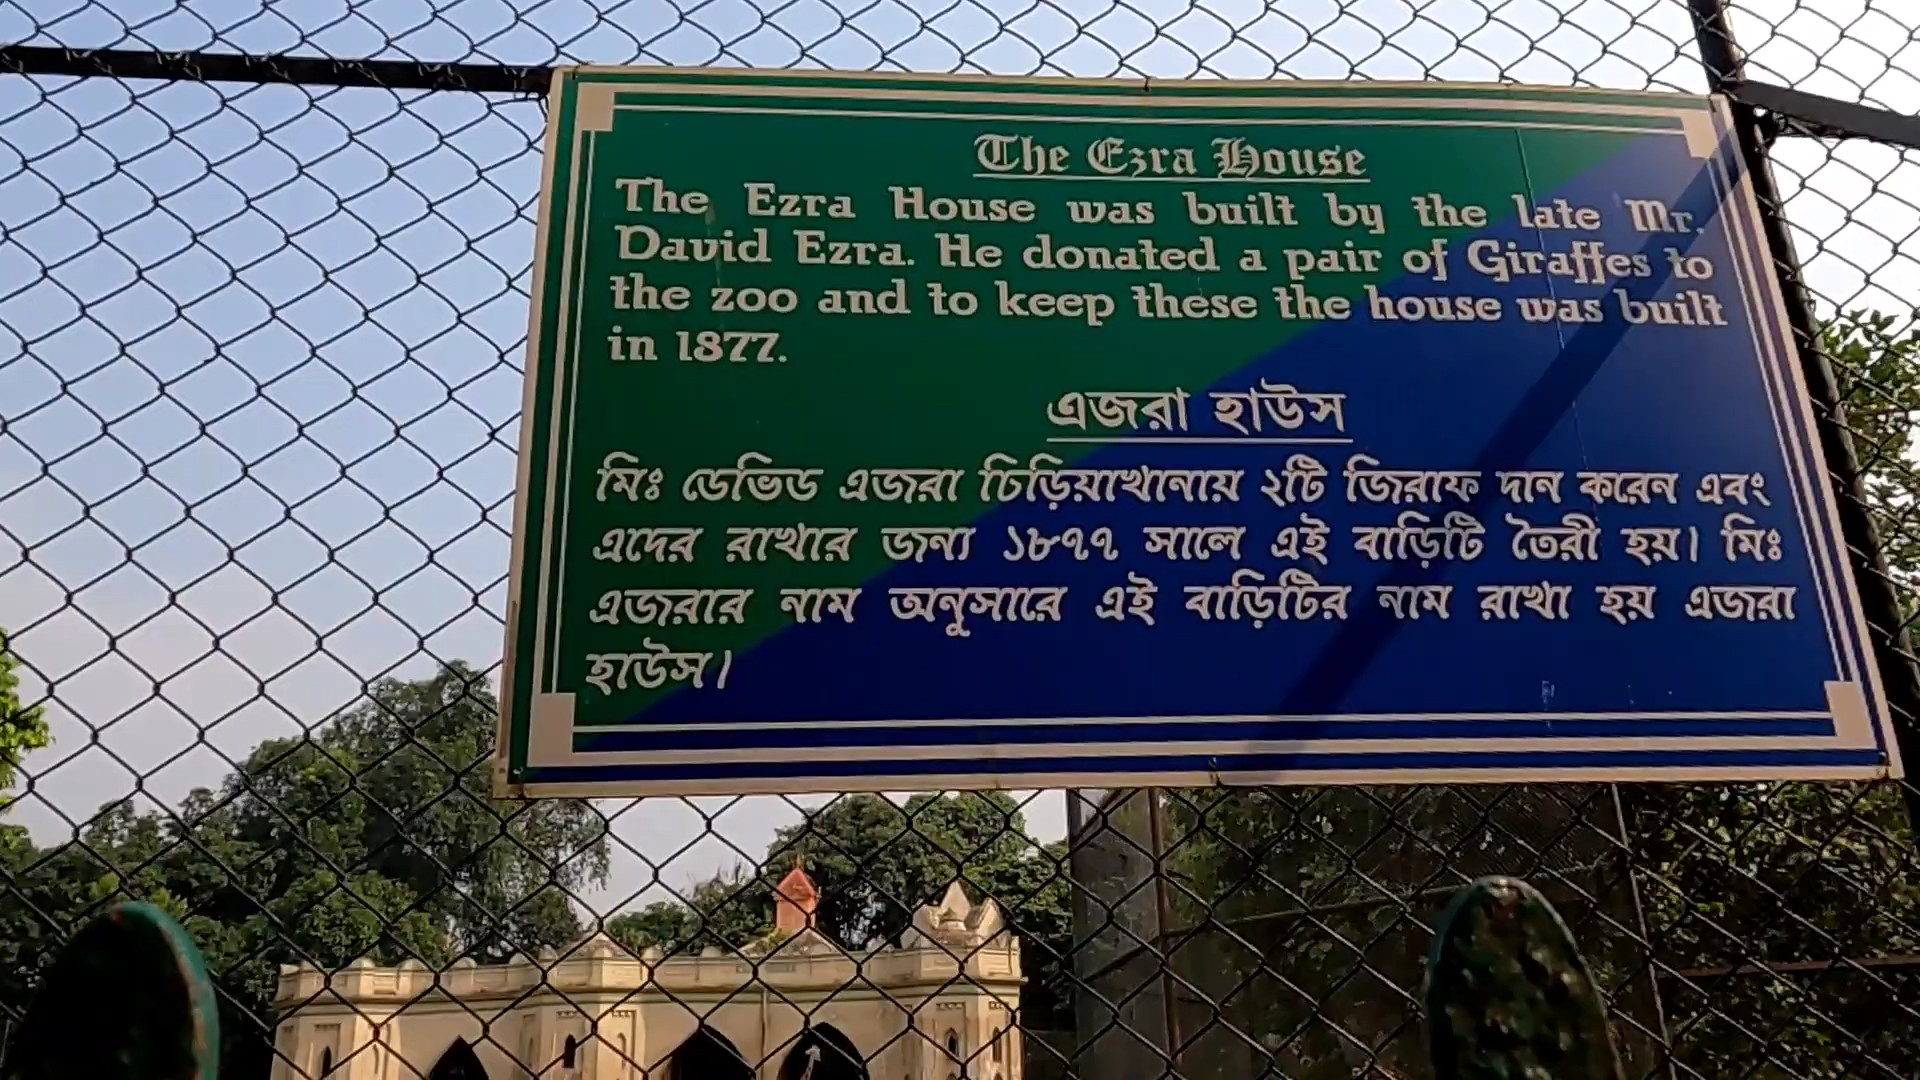 The Ezra House
The Ezra House was built by the late Mr.
David Ezra. He donated a pair of Giraffes to
the zoo and to keep these the house was built
in 1877.
এজরা হাউস
মিঃ ডেভিড এজরা চিড়িয়াখানায় ২টি জিরাফ দান করেন এবং
এদের রাখার জন্য ১৮৭৭ সালে এই বাড়িটি তৈরী হয়। মিঃ
এজরার নাম অনুসারে এই বাড়িটির নাম রাখা হয় এজরা
হাউস।